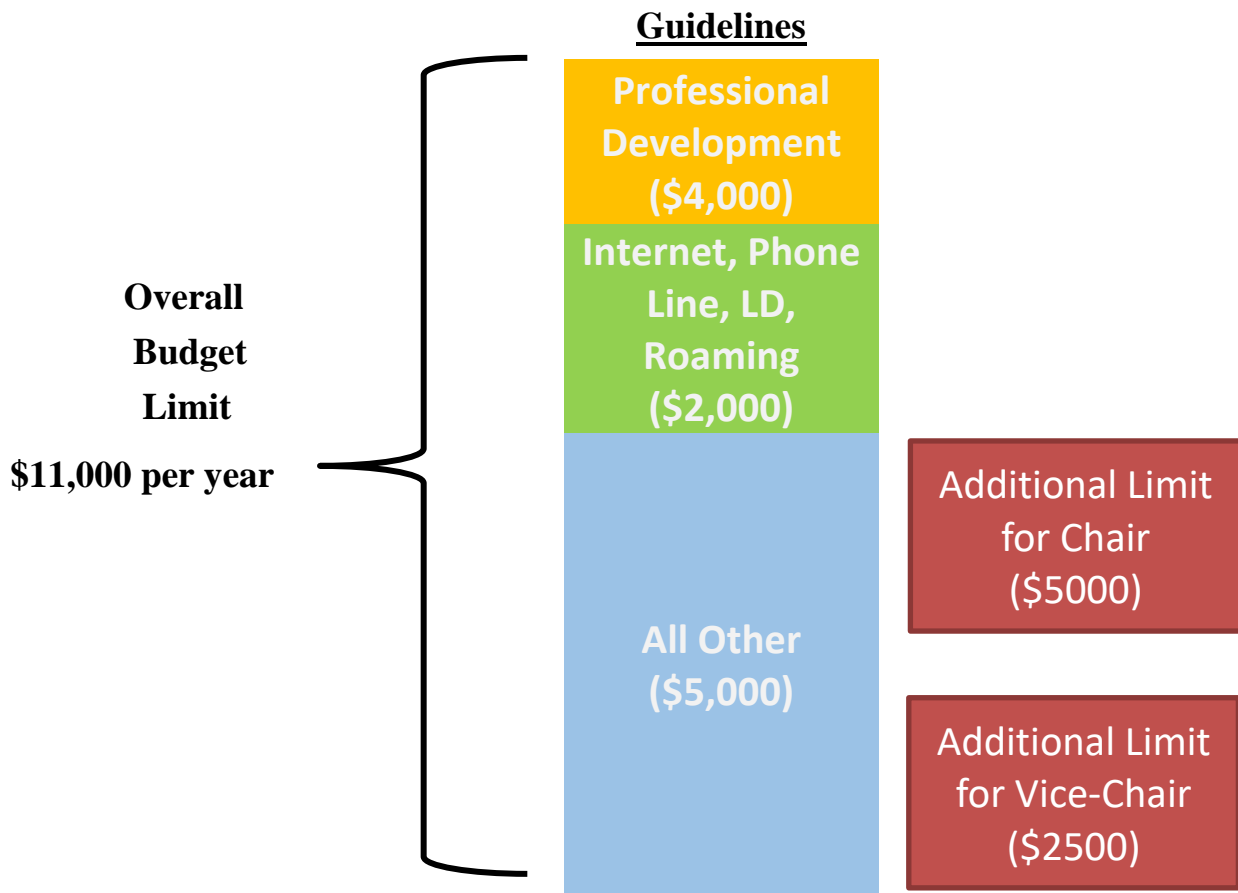 Guidelines
Professional
Development
($4,000)
Internet, Phone
Line, LD,
Roaming
($2,000)
Overall
Budget
Limit
$11,000 per year
All Other
($5,000)
Additional Limit
for Chair
($5000)
Additional Limit
for Vice-Chair
($2500)